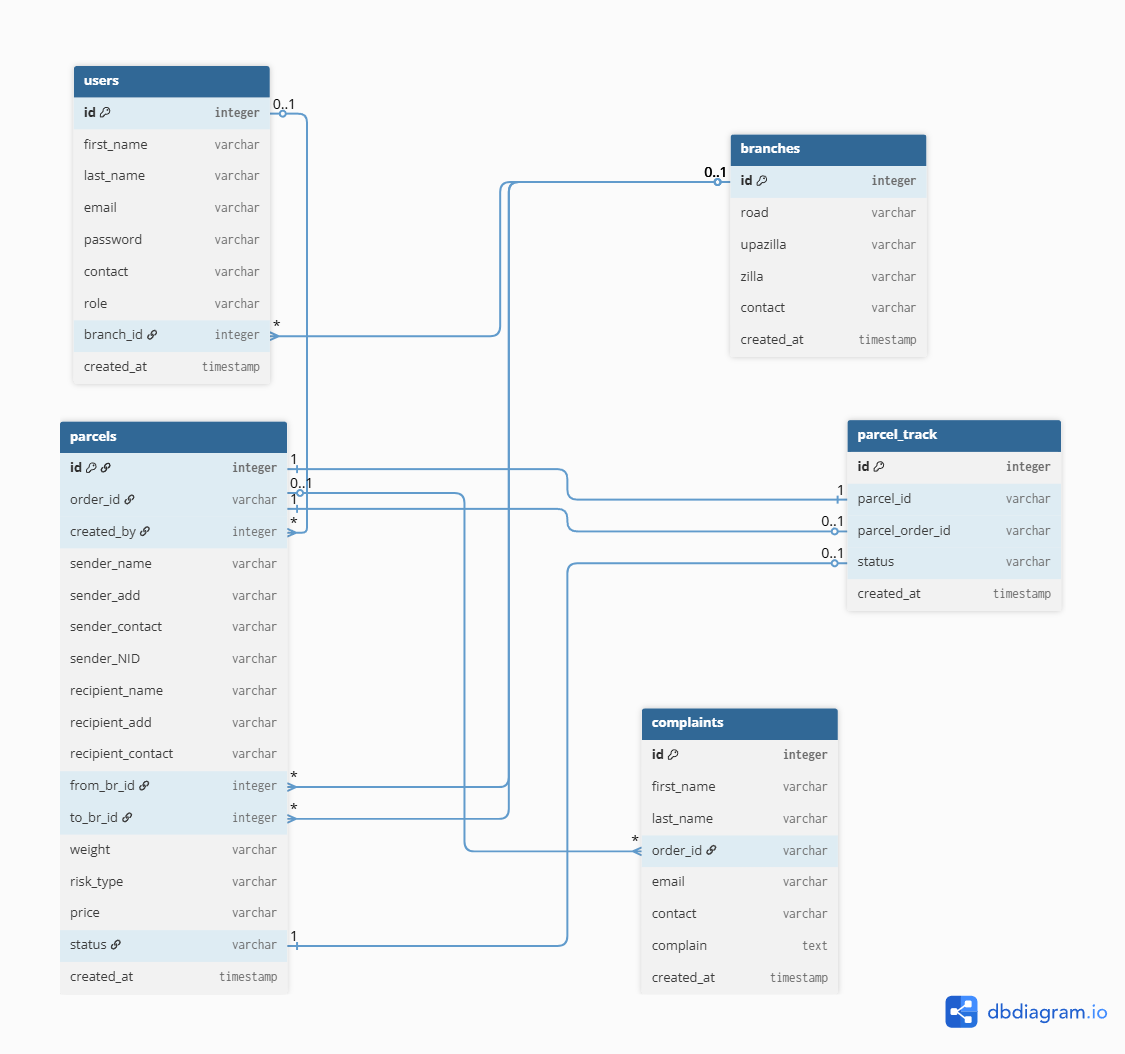 users
id integer
first_name varchar
last_name varchar
email varchar
password varchar
contact varchar
role varchar
branch_id integer
created_at timestamp
0..1
*
branches
id integer
road varchar
upazilla varchar
zilla varchar
contact varchar
created_at timestamp
0..1
parcels
id integer
order_id varchar
created_by integer
sender_name varchar
sender_add varchar
sender_contact varchar
sender_NID varchar
recipient_name varchar
recipient_add varchar
recipient_contact varchar
from_br_id integer
to_br_id integer
weight varchar
risk_type varchar
price varchar
status varchar
created_at timestamp
1
0..1
1
*
*
*
1
parcel_track
id integer
parcel_id varchar
parcel_order_id varchar
status varchar
created_at timestamp
1
0..1
0..1
complaints
id integer
first_name varchar
last_name varchar
order_id varchar
email varchar
contact varchar
complain text
created_at timestamp
*
dbdiagram.io